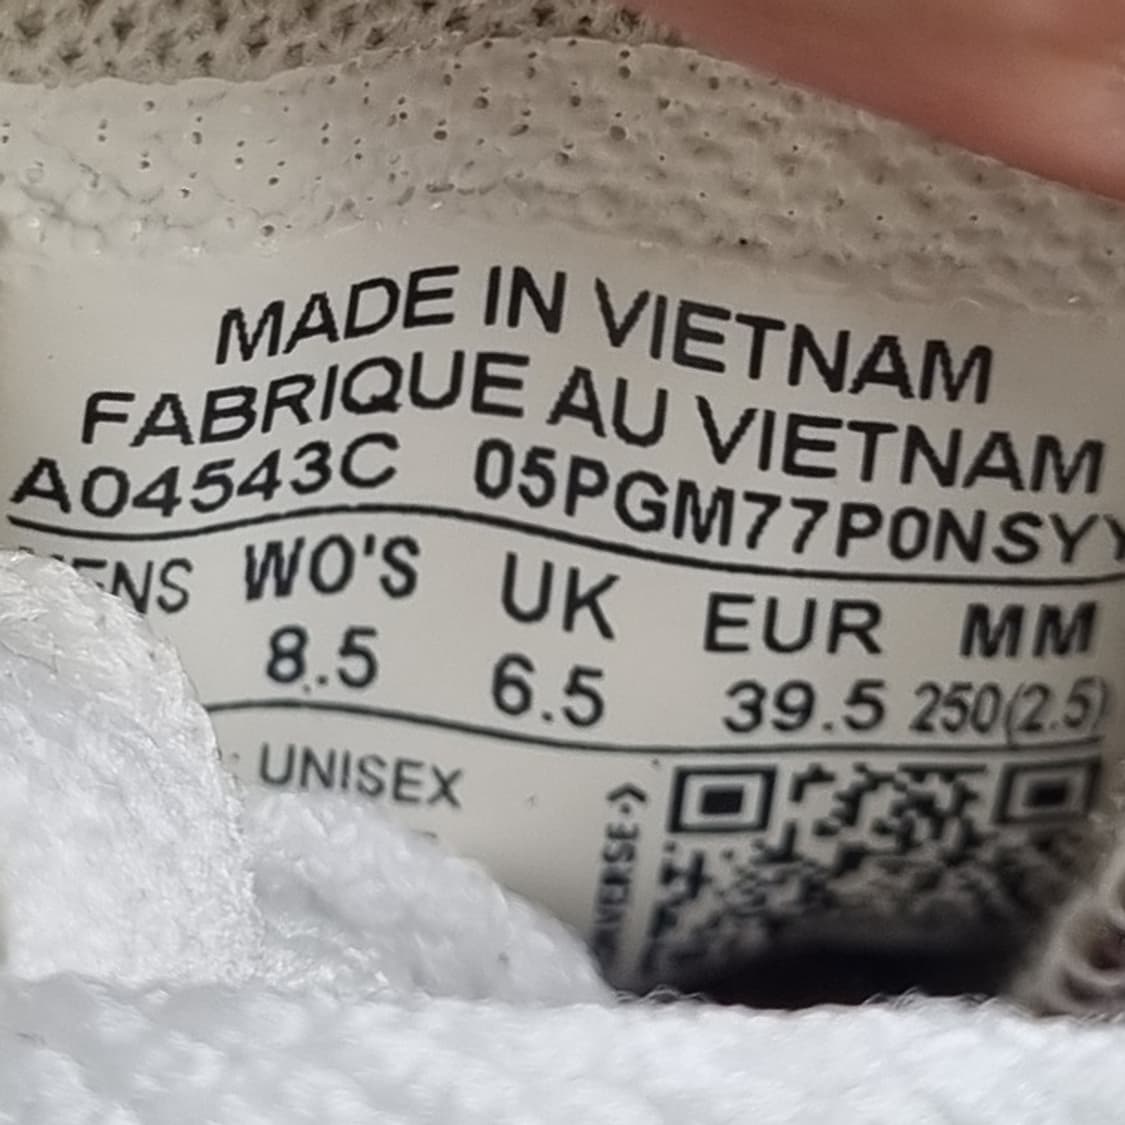 MADE IN VIETNAM
FABRIQUE AU VIETNAM
A04543C 05PGM77P0NSYY
WO'S UK EUR MM
8.5 6.5 39.5 250(2.5)
UNISEX